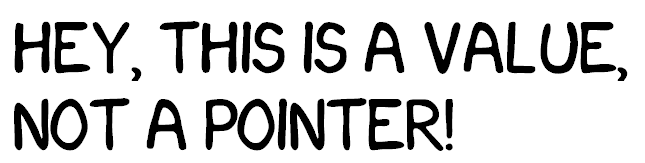 HEY, THIS IS A VALUE,
NOT A POINTER!